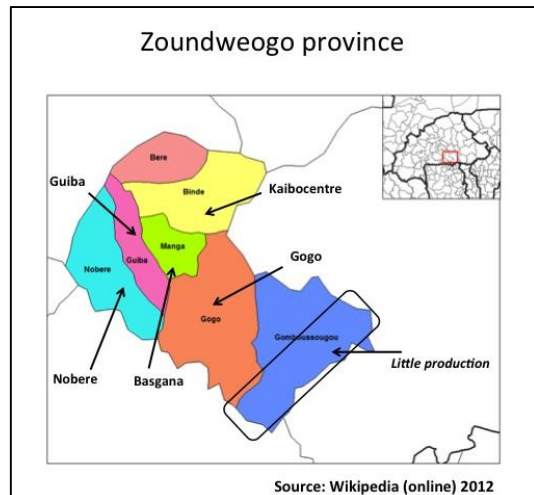 Zoundweogo province
Bere
Guiba
Binde
Kaibocentre
Manga
Nobere
Guiba
Gogo
Gomboussougou
Gogo
Little production
Nobere
Basgana
Source: Wikipedia (online) 2012